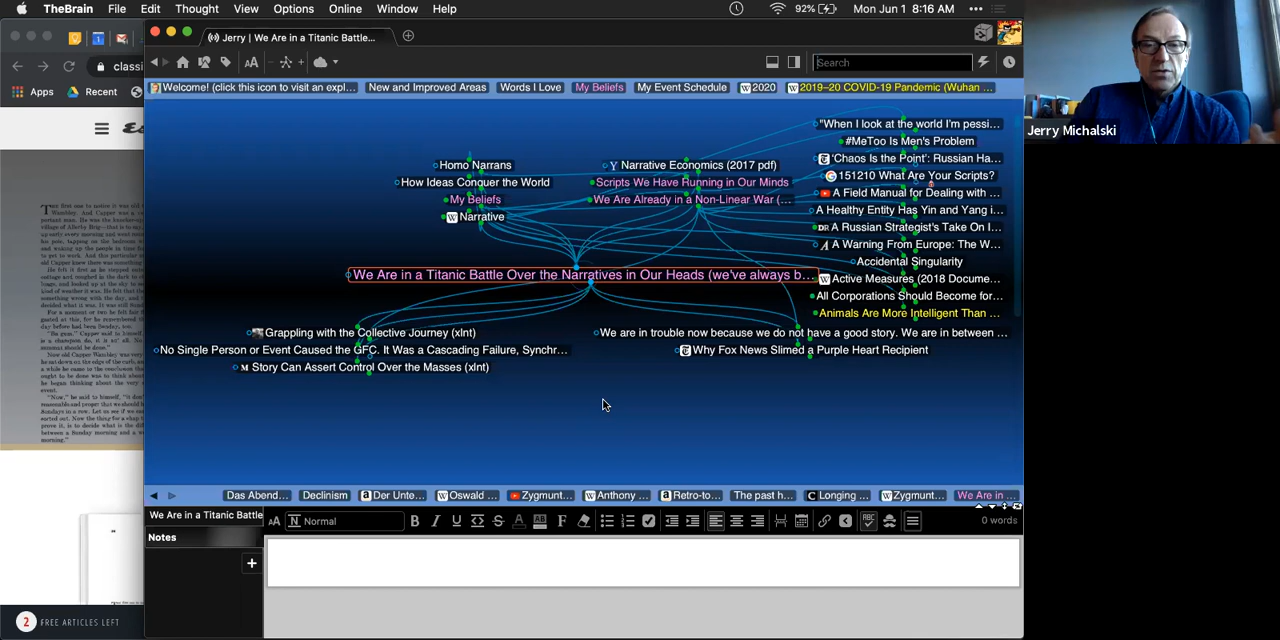 TheBrain File Edit Thought View Options Online Window Help 92% Mon Jun 1 8:16 AM
Jerry | We Are in a Titanic Battle...
classi
Search
Apps Recent
Welcome! (click this icon to visit an expl... New and Improved Areas Words I Love My Beliefs My Event Schedule 2020 2019–20 COVID-19 Pandemic (Wuhan ...
Es
"When I look at the world I'm pessi...
Jerry Michalski
#MeToo Is Men's Problem
'Chaos Is the Point': Russian Ha...
Homo Narrans
Narrative Economics (2017 pdf)
151210 What Are Your Scripts?
How Ideas Conquer the World
Scripts We Have Running in Our Minds
A Field Manual for Dealing with ...
My Beliefs
We Are Already in a Non-Linear War (...
A Healthy Entity Has Yin and Yang i...
Narrative
A Russian Strategist's Take On I...
A Warning From Europe: The W...
Accidental Singularity
We Are in a Titanic Battle Over the Narratives in Our Heads (we've always b...
Active Measures (2018 Docume...
All Corporations Should Become for...
Animals Are More Intelligent Than ...
Grappling with the Collective Journey (xlnt)
We are in trouble now because we do not have a good story. We are in between ...
No Single Person or Event Caused the GFC. It Was a Cascading Failure, Synchr...
Why Fox News Slimed a Purple Heart Recipient
Story Can Assert Control Over the Masses (xlnt)
Das Abend... Declinism Der Unte... Oswald ... Zygmunt... Anthony ... Retro-to... The past h... Longing ... Zygmunt... We Are in ...
We Are in a Titanic Battle
Normal
0 words
Notes
2 FREE ARTICLES LEFT